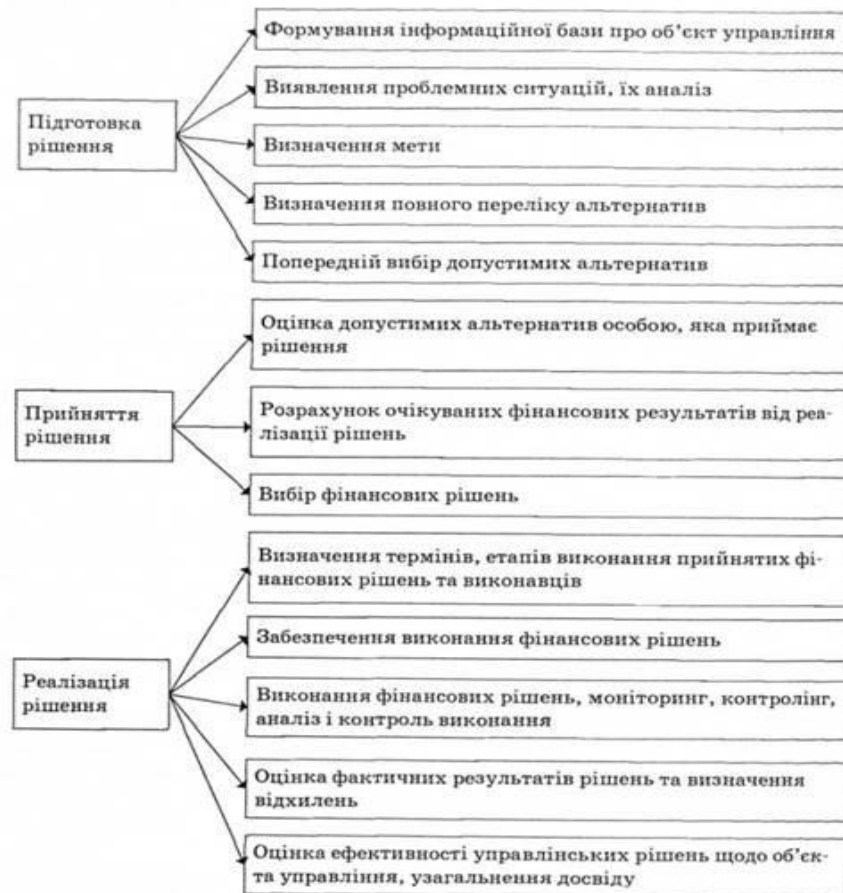 Підготовка
рішення
Формування інформаційної бази про об'єкт управління
Виявлення проблемних ситуацій, їх аналіз
Визначення мети
Визначення повного переліку альтернатив
Попередній вибір допустимих альтернатив
Прийняття
рішення
Оцінка допустимих альтернатив особою, яка приймає
рішення
Розрахунок очікуваних фінансових результатів від реа-
лізації рішень
Вибір фінансових рішень
Реалізація
рішення
Визначення термінів, етапів виконання прийнятих фі-
нансових рішень та виконавців
Забезпечення виконання фінансових рішень
Виконання фінансових рішень, моніторинг, контролінг,
аналіз і контроль виконання
Оцінка фактичних результатів рішень та визначення
відхилень
Оцінка ефективності управлінських рішень щодо об'єк-
та управління, узагальнення досвіду